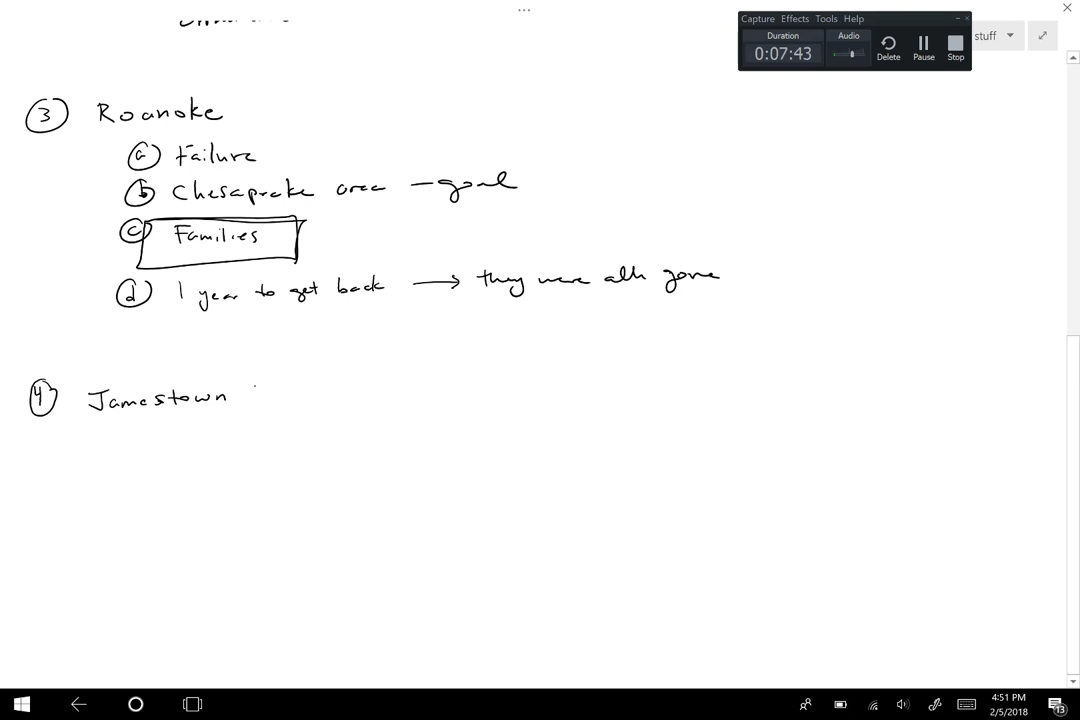 Capture Effects Tools Help
Duration
0:07:43
Audio
Delete Pause Stop
stuff
3 Roanoke
a Failure
b Chesapeake area - goal
c Families
d 1 year to get back → they were all gone
4 Jamestown
4:51 PM
2/5/2018
13